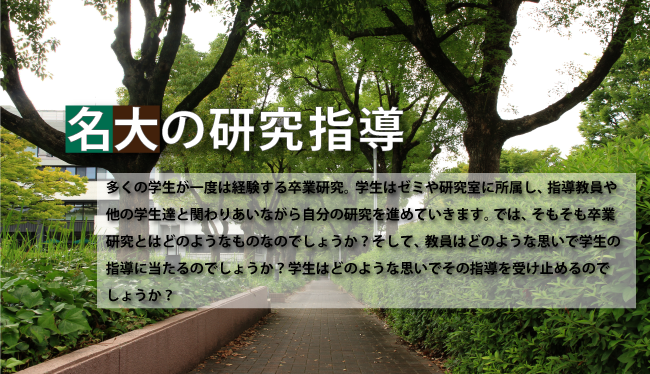 名大の研究指導
多くの学生が一度は経験する卒業研究。学生はゼミや研究室に所属し、指導教員や
他の学生達と関わりあいながら自分の研究を進めていきます。では、そもそも卒業
研究とはどのようなものなのでしょうか？そして、教員はどのような思いで学生の
指導に当たるのでしょうか？学生はどのような思いでその指導を受け止めるので
しょうか？